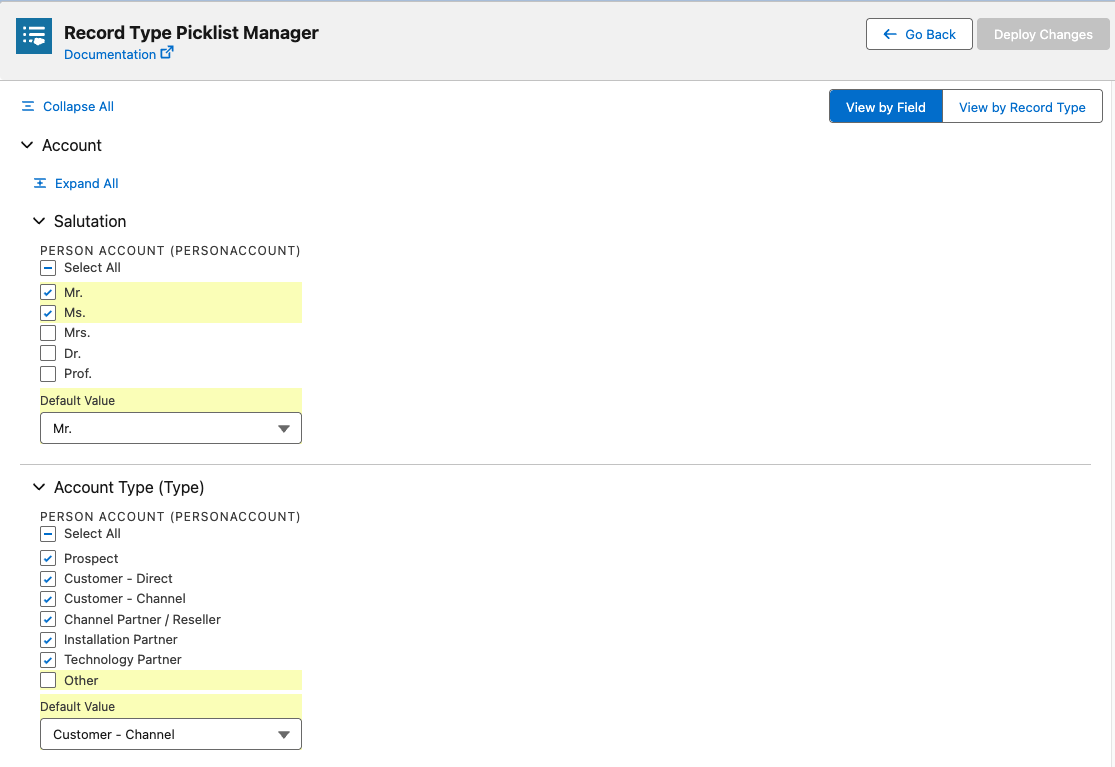 Record Type Picklist Manager
Documentation
Go Back
Deploy Changes
Collapse All
View by Field
View by Record Type
Account
Expand All
Salutation
PERSON ACCOUNT (PERSONACCOUNT)
Select All
Mr.
Ms.
Mrs.
Dr.
Prof.
Default Value
Mr.
Account Type (Type)
PERSON ACCOUNT (PERSONACCOUNT)
Select All
Prospect
Customer - Direct
Customer - Channel
Channel Partner / Reseller
Installation Partner
Technology Partner
Other
Default Value
Customer - Channel